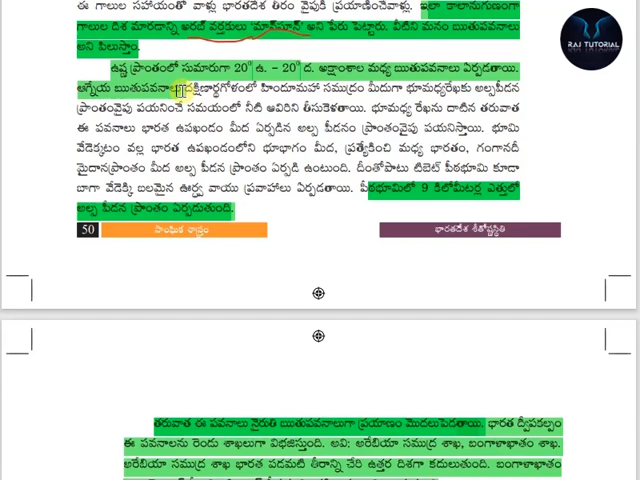 ఈ గాలుల సహాయంతో వాళ్లు భారతదేశ తీరం వైపుకి ప్రయాణించేవాళ్లు. ఇలా కాలానుగుణంగా
గాలుల దిశ మారడాన్ని అరబ్ వర్తకులు 'మాన్‌సూన్' అని పేరు పెట్టారు. వీటిని మనం ఋతుపవనాలు
అని పిలుస్తాం.
ఉష్ణ ప్రాంతంలో సుమారుగా 20° ఉ. – 20° ద. అక్షాంశాల మధ్య ఋతుపవనాలు ఏర్పడతాయి.
ఆగ్నేయ ఋతుపవనాలు దక్షిణార్ధగోళంలో హిందూమహా సముద్రం మీదుగా భూమధ్యరేఖకు అల్పపీడన
ప్రాంతంవైపు పయనించే సమయంలో నీటి ఆవిరిని తీసుకెళతాయి. భూమధ్య రేఖను దాటిన తరువాత
ఈ పవనాలు భారత ఉపఖండం మీద ఏర్పడిన అల్ప పీడనం ప్రాంతంవైపు పయనిస్తాయి. భూమి
వేడెక్కటం వల్ల భారత ఉపఖండంలోని భూభాగం మీద, ప్రత్యేకించి మధ్య భారతం, గంగానదీ
మైదానప్రాంతం మీద అల్ప పీడన ప్రాంతం ఏర్పడి ఉంటుంది. దీంతోపాటు టిబెట్ పీఠభూమి కూడా
బాగా వేడెక్కి బలమైన ఊర్ధ్వ వాయు ప్రవాహాలు ఏర్పడతాయి. పీఠభూమిలో 9 కిలోమీటర్ల ఎత్తులో
అల్ప పీడన ప్రాంతం ఏర్పడుతుంది.
50 సాంఘిక శాస్త్రం భారతదేశ శీతోష్ణస్థితి
RAJ TUTORIAL
తరువాత ఈ పవనాలు నైరుతి ఋతుపవనాలుగా ప్రయాణం మొదలుపెడతాయి. భారత ద్వీపకల్పం
ఈ పవనాలను రెండు శాఖలుగా విభజిస్తుంది. అవి: అరేబియా సముద్ర శాఖ, బంగాళాఖాతం శాఖ.
అరేబియా సముద్ర శాఖ భారత పడమటి తీరాన్ని చేరి ఉత్తర దిశగా కదులుతుంది. బంగాళాఖాతం